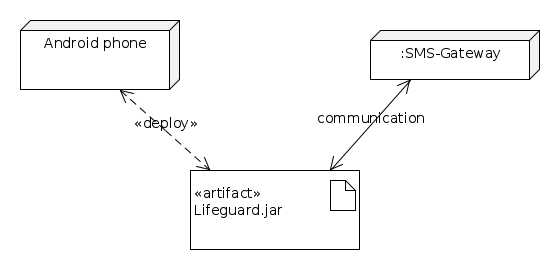 Android phone
:SMS-Gateway
«deploy»
communication
«artifact»
Lifeguard.jar